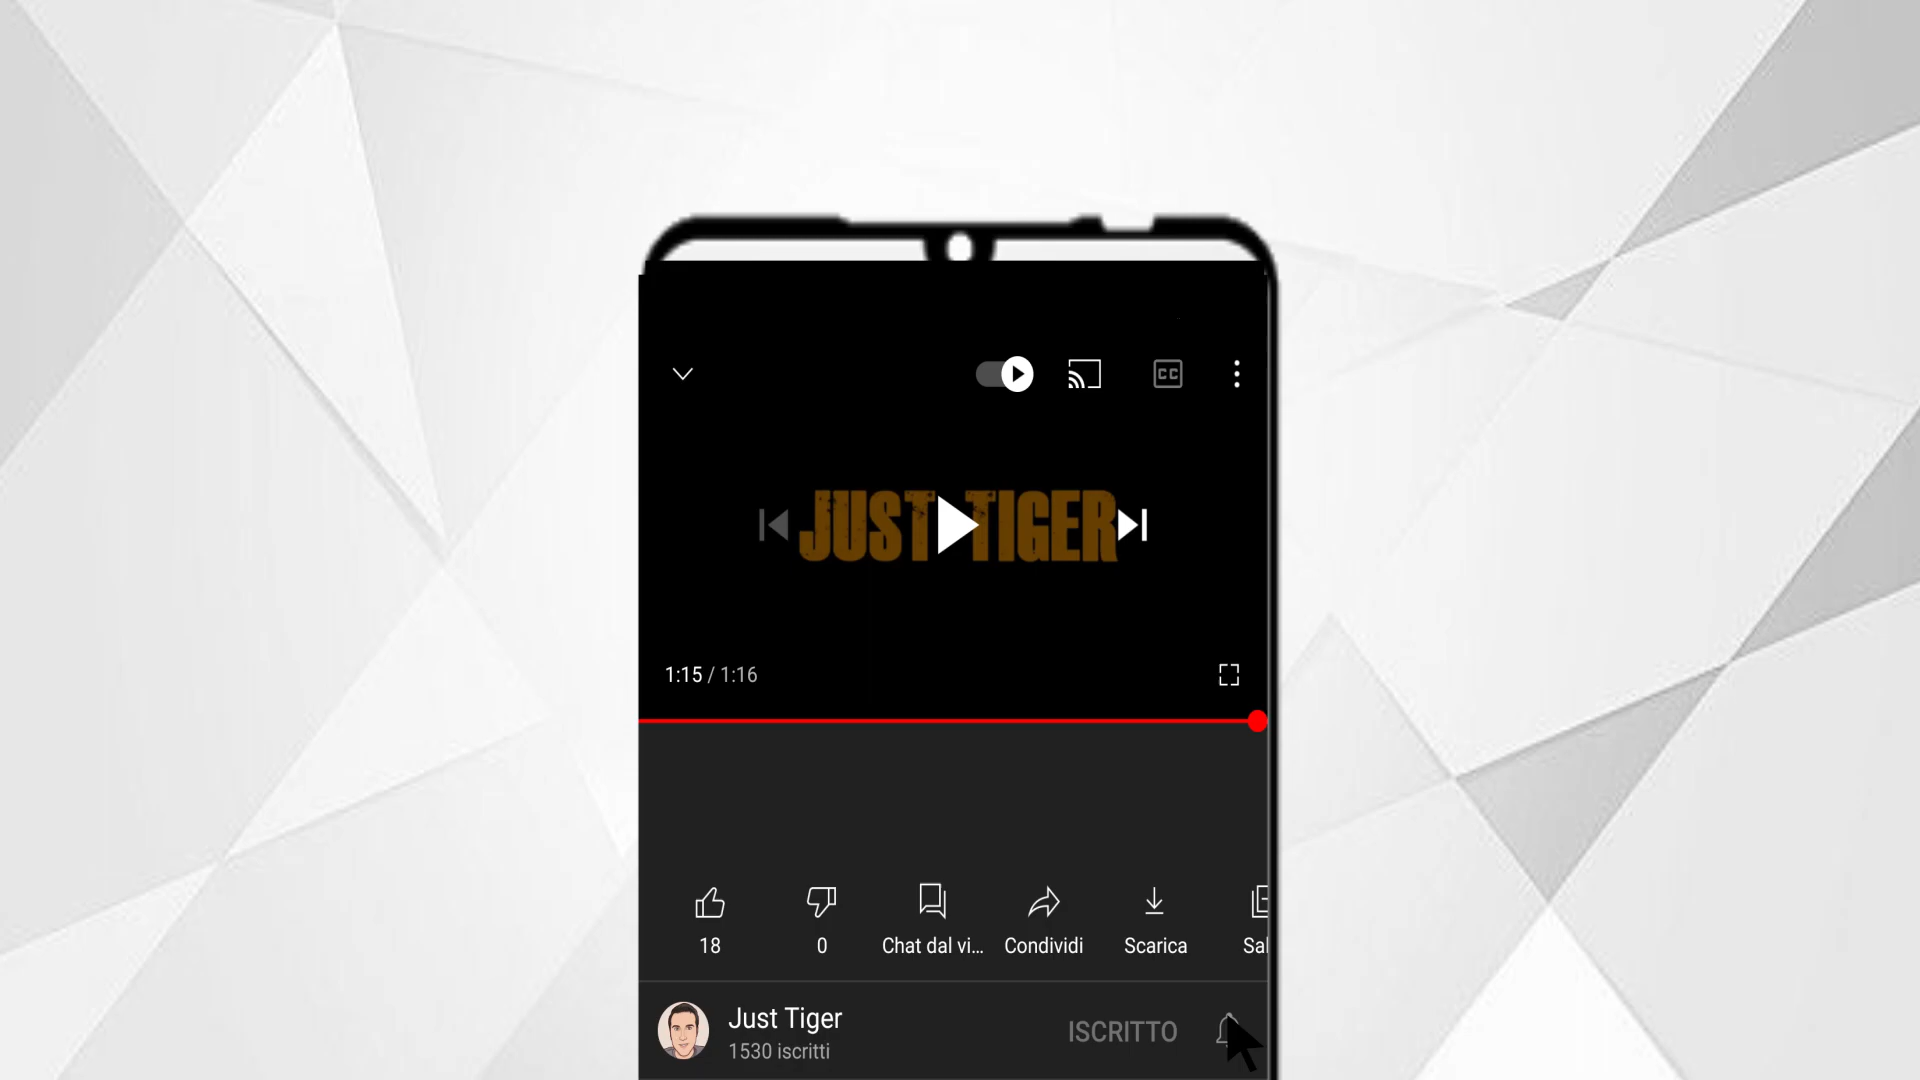 CC
JUST TIGER
1:15 / 1:16
18
0
Chat dal vi...
Condividi
Scarica
Sal
Just Tiger
1530 iscritti
ISCRITTO